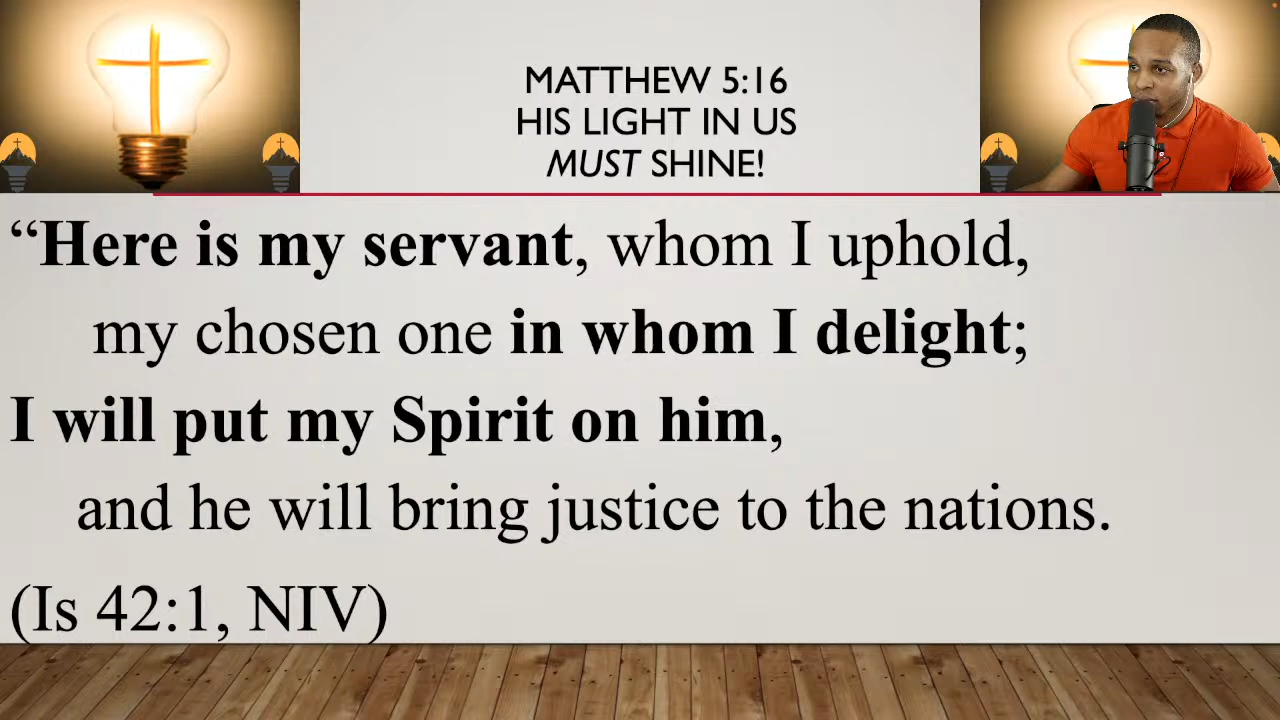 MATTHEW 5:16
HIS LIGHT IN US
MUST SHINE!
“Here is my servant, whom I uphold,
my chosen one in whom I delight;
I will put my Spirit on him,
and he will bring justice to the nations.
(Is 42:1, NIV)